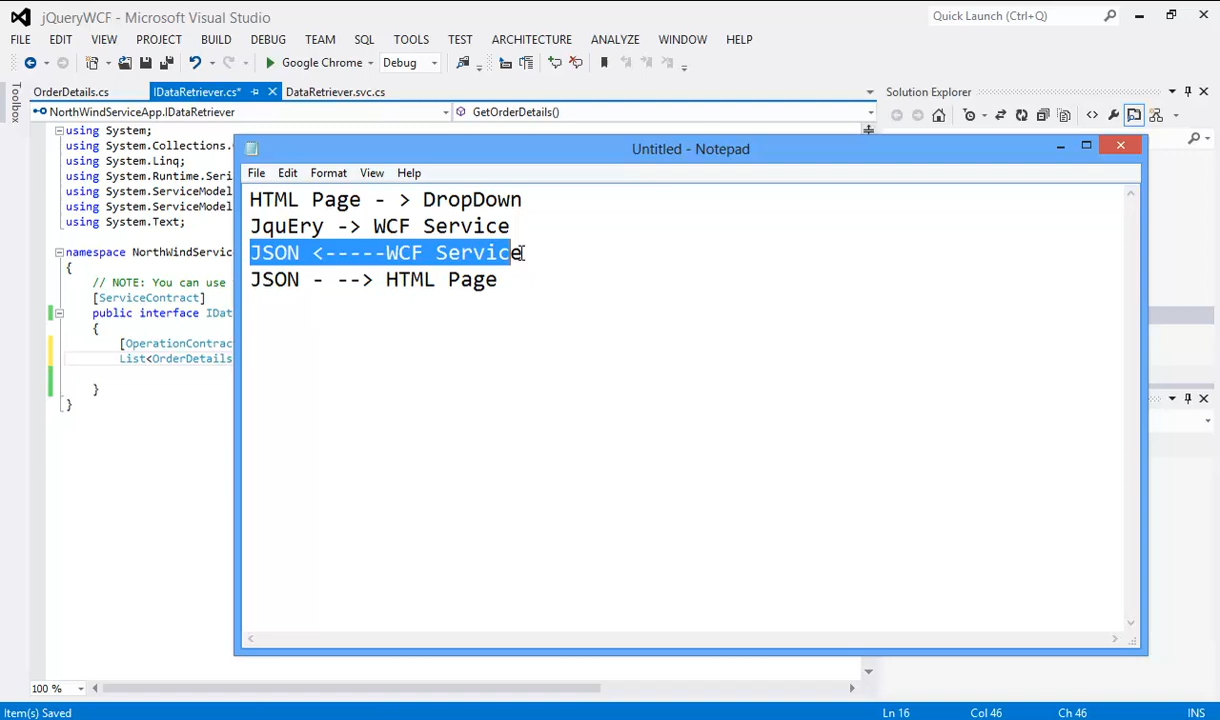 jQueryWCF - Microsoft Visual Studio
Quick Launch (Ctrl+Q)
FILE EDIT VIEW PROJECT BUILD DEBUG TEAM SQL TOOLS TEST ARCHITECTURE ANALYZE WINDOW HELP
Google Chrome Debug
Toolbox
OrderDetails.cs IDataRetriever.cs* DataRetriever.svc.cs
Solution Explorer
NorthWindServiceApp.IDataRetriever GetOrderDetails()
using System;
using System.Collections.
using System.Linq;
using System.Runtime.Seri
using System.ServiceModel
using System.ServiceModel
using System.Text;
namespace NorthWindServic
{
// NOTE: You can use
[ServiceContract]
public interface IDat
{
[OperationContrac
List<OrderDetails
}
}
Untitled - Notepad
File Edit Format View Help
HTML Page - > DropDown
JquEry -> WCF Service
JSON <-----WCF Service
JSON - --> HTML Page
100 %
Item(s) Saved Ln 16 Col 46 Ch 46 INS